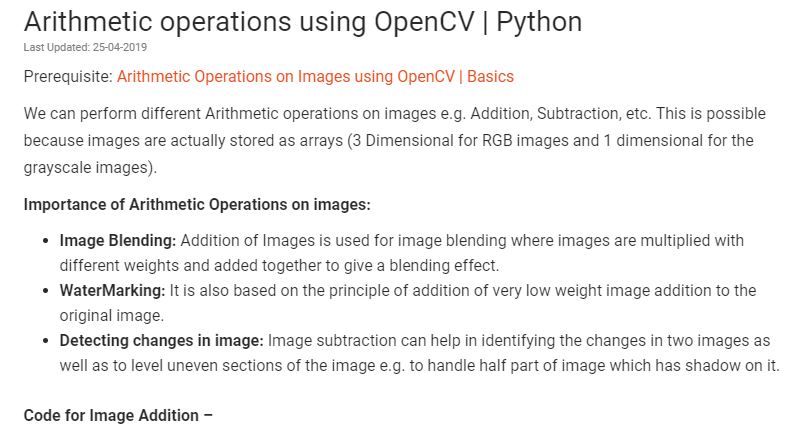 Arithmetic operations using OpenCV | Python
Last Updated: 25-04-2019
Prerequisite: Arithmetic Operations on Images using OpenCV | Basics
We can perform different Arithmetic operations on images e.g. Addition, Subtraction, etc. This is possible
because images are actually stored as arrays (3 Dimensional for RGB images and 1 dimensional for the
grayscale images).
Importance of Arithmetic Operations on images:
• Image Blending: Addition of Images is used for image blending where images are multiplied with
different weights and added together to give a blending effect.
• WaterMarking: It is also based on the principle of addition of very low weight image addition to the
original image.
• Detecting changes in image: Image subtraction can help in identifying the changes in two images as
well as to level uneven sections of the image e.g. to handle half part of image which has shadow on it.
Code for Image Addition –